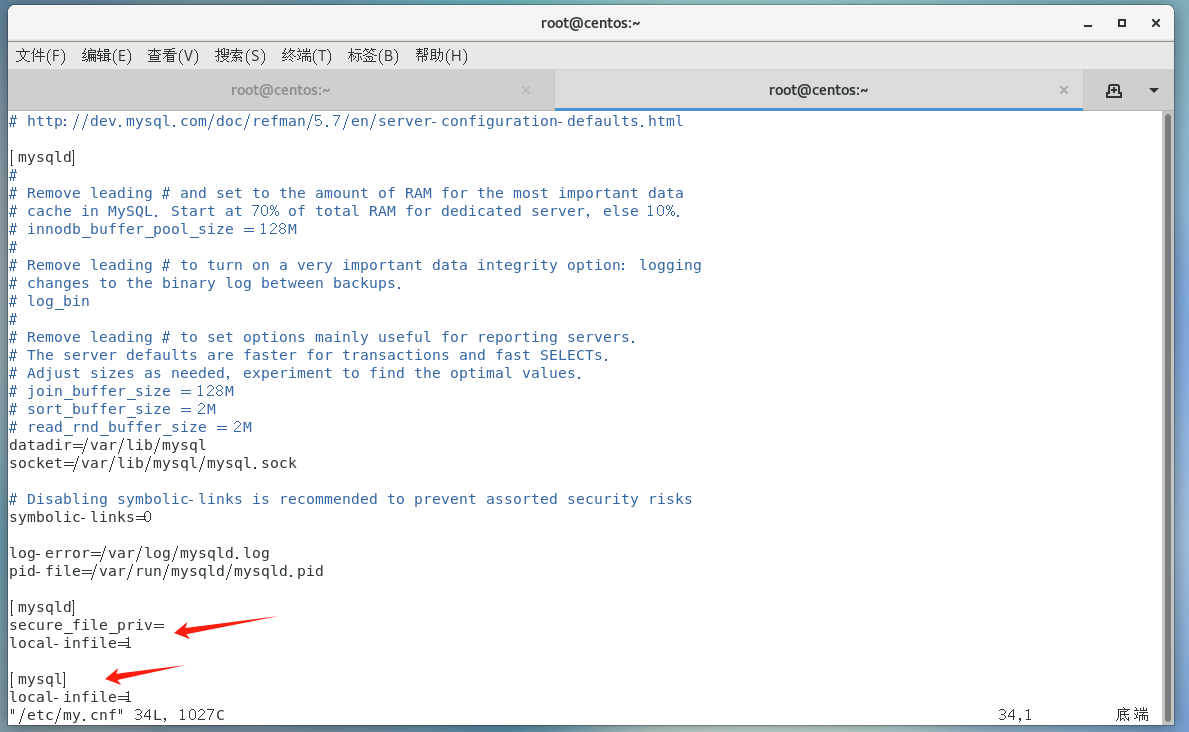 root@centos:~
文件(F) 编辑(E) 查看(V) 搜索(S) 终端(T) 标签(B) 帮助(H)
root@centos:~ root@centos:~
# http://dev.mysql.com/doc/refman/5.7/en/server-configuration-defaults.html
[mysqld]
#
# Remove leading # and set to the amount of RAM for the most important data
# cache in MySQL. Start at 70% of total RAM for dedicated server, else 10%.
# innodb_buffer_pool_size = 128M
#
# Remove leading # to turn on a very important data integrity option: logging
# changes to the binary log between backups.
# log_bin
#
# Remove leading # to set options mainly useful for reporting servers.
# The server defaults are faster for transactions and fast SELECTs.
# Adjust sizes as needed, experiment to find the optimal values.
# join_buffer_size = 128M
# sort_buffer_size = 2M
# read_rnd_buffer_size = 2M
datadir=/var/lib/mysql
socket=/var/lib/mysql/mysql.sock
# Disabling symbolic-links is recommended to prevent assorted security risks
symbolic-links=0
log-error=/var/log/mysqld.log
pid-file=/var/run/mysqld/mysqld.pid
[mysqld]
secure_file_priv=
local-infile=1
[mysql]
local-infile=1
"/etc/my.cnf" 34L, 1027C 34,1 底端